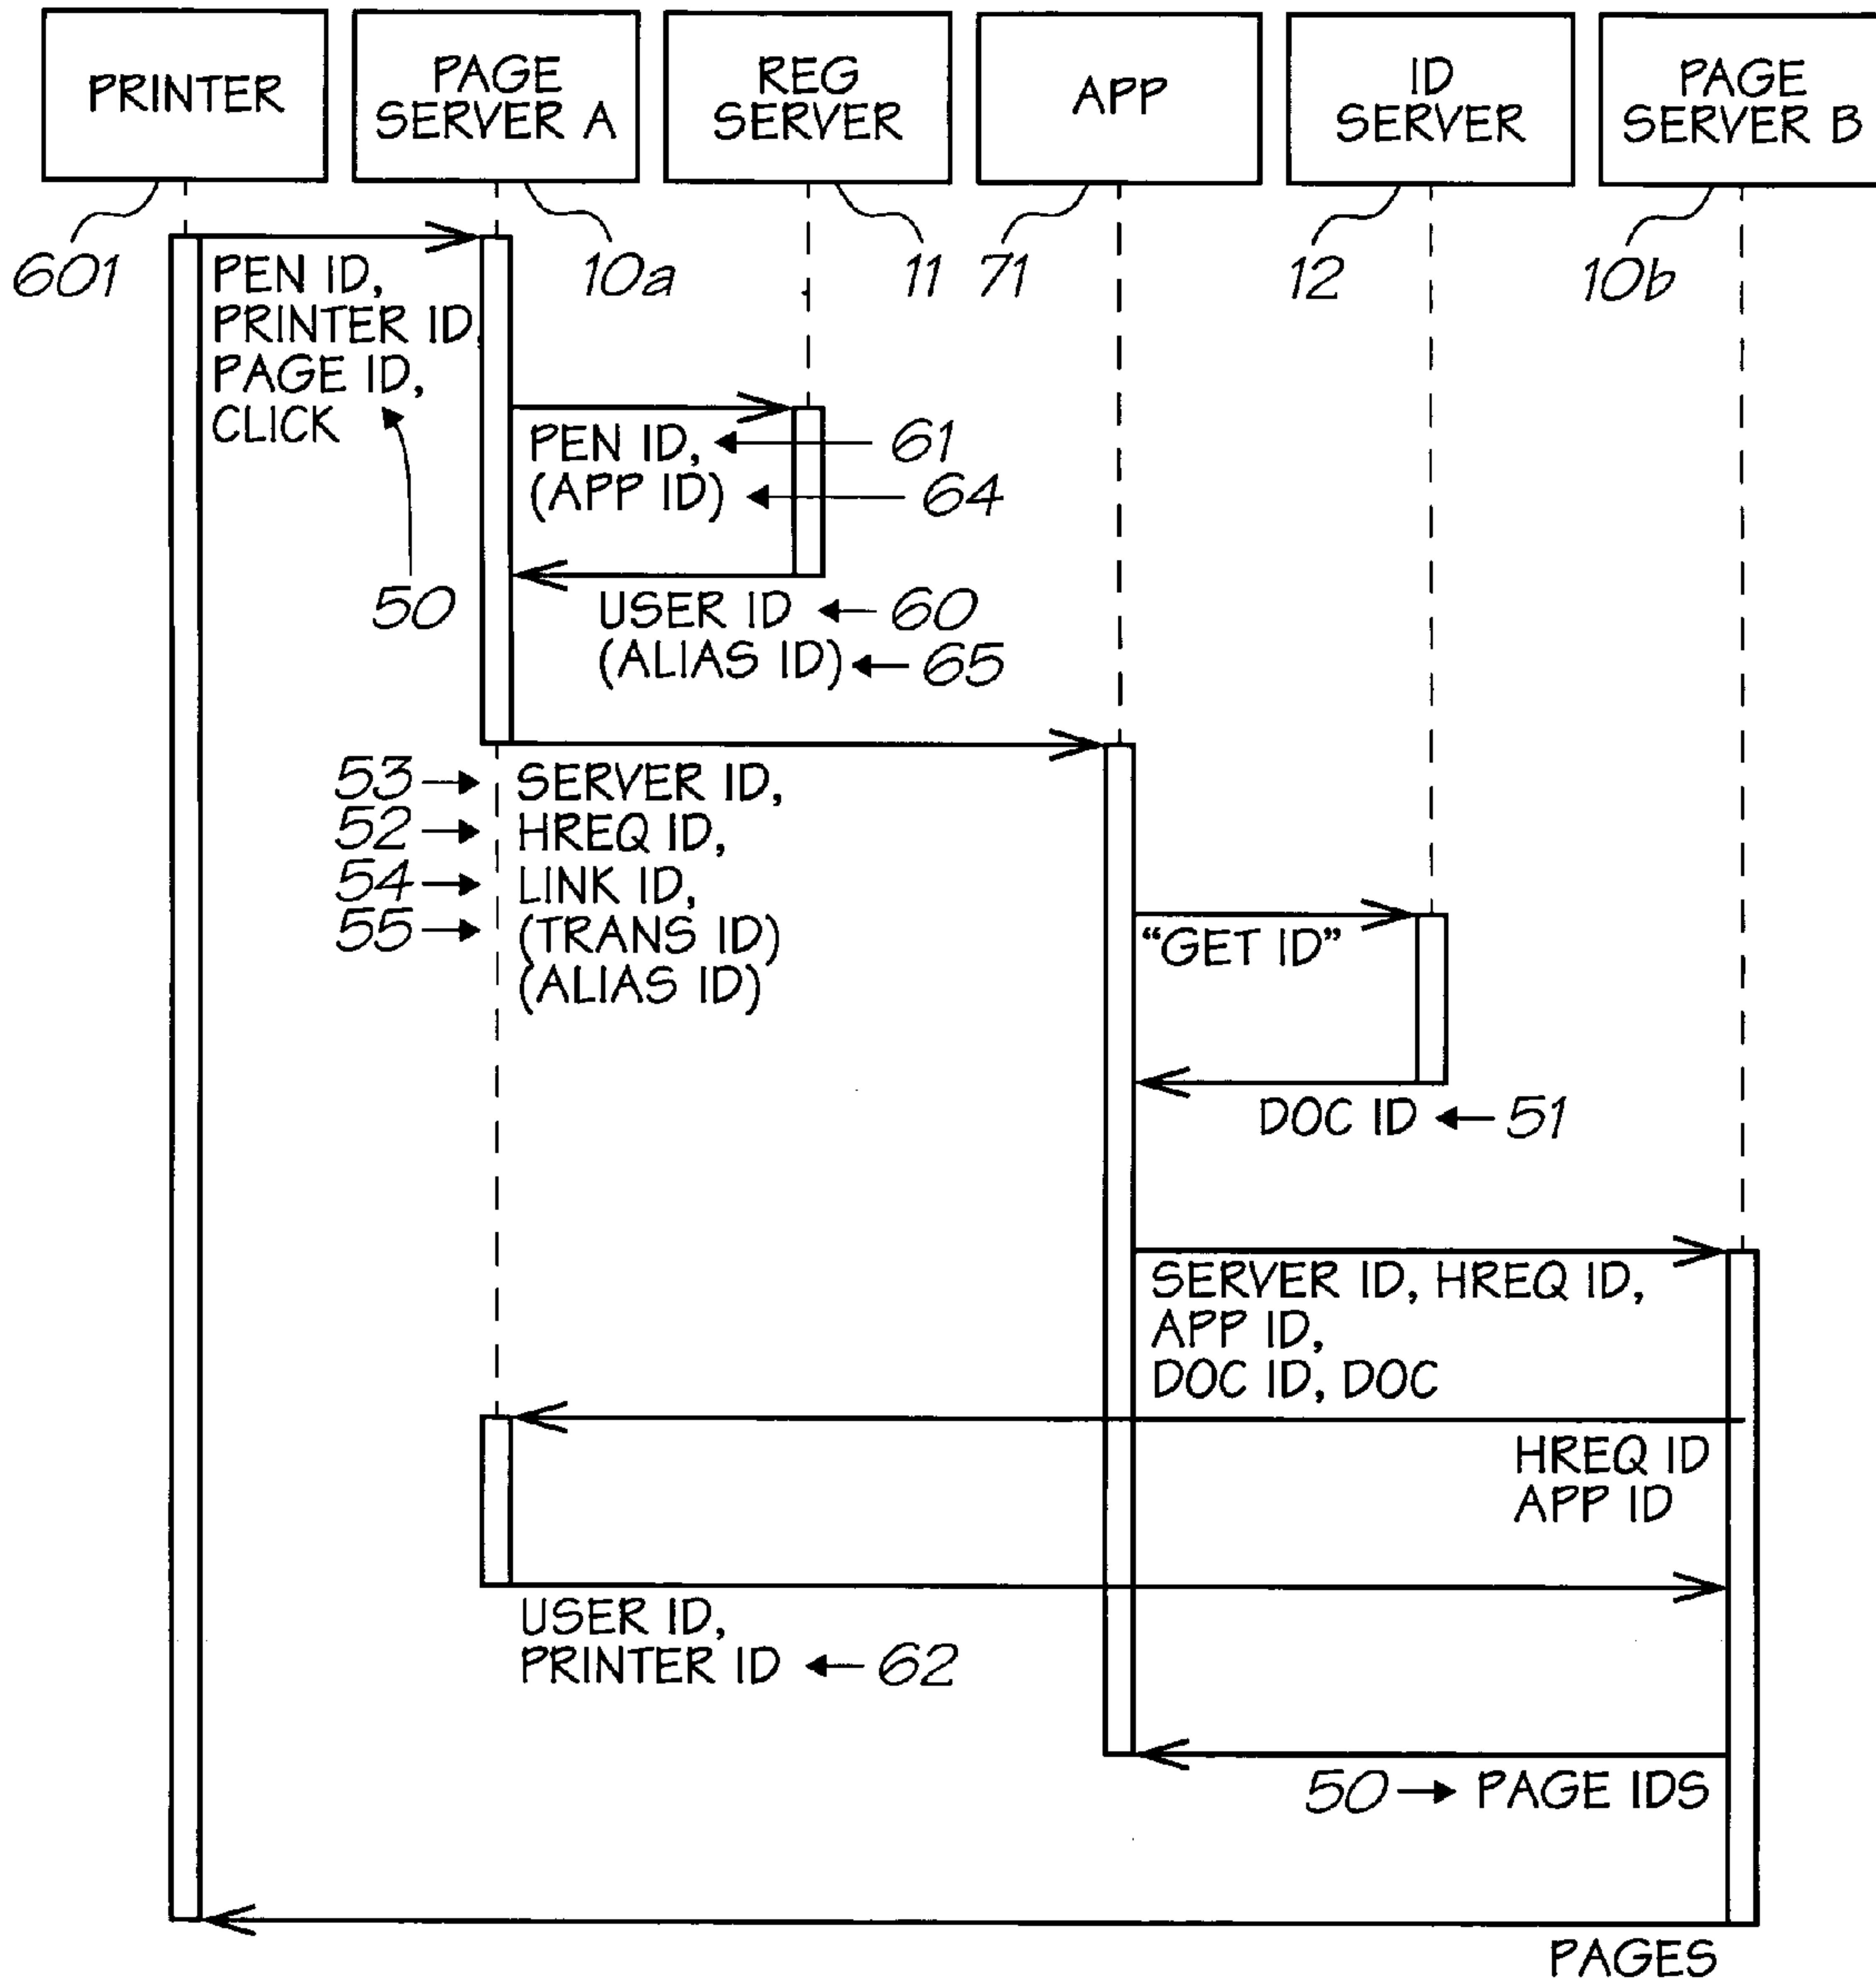 PRINTER
PAGE
SERVER A
REG
SERVER
APP
ID
SERVER
PAGE
SERVER B
601
10a
11
71
12
10b
PEN ID,
PRINTER ID,
PAGE ID,
CLICK
50
PEN ID,
(APP ID)
61
64
USER ID
(ALIAS ID)
60
65
53
52
54
55
SERVER ID,
HREQ ID,
LINK ID,
(TRANS ID)
(ALIAS ID)
“GET ID”
DOC ID
51
SERVER ID, HREQ ID,
APP ID,
DOC ID, DOC
HREQ ID
APP ID
USER ID,
PRINTER ID
62
50
PAGE IDS
PAGES